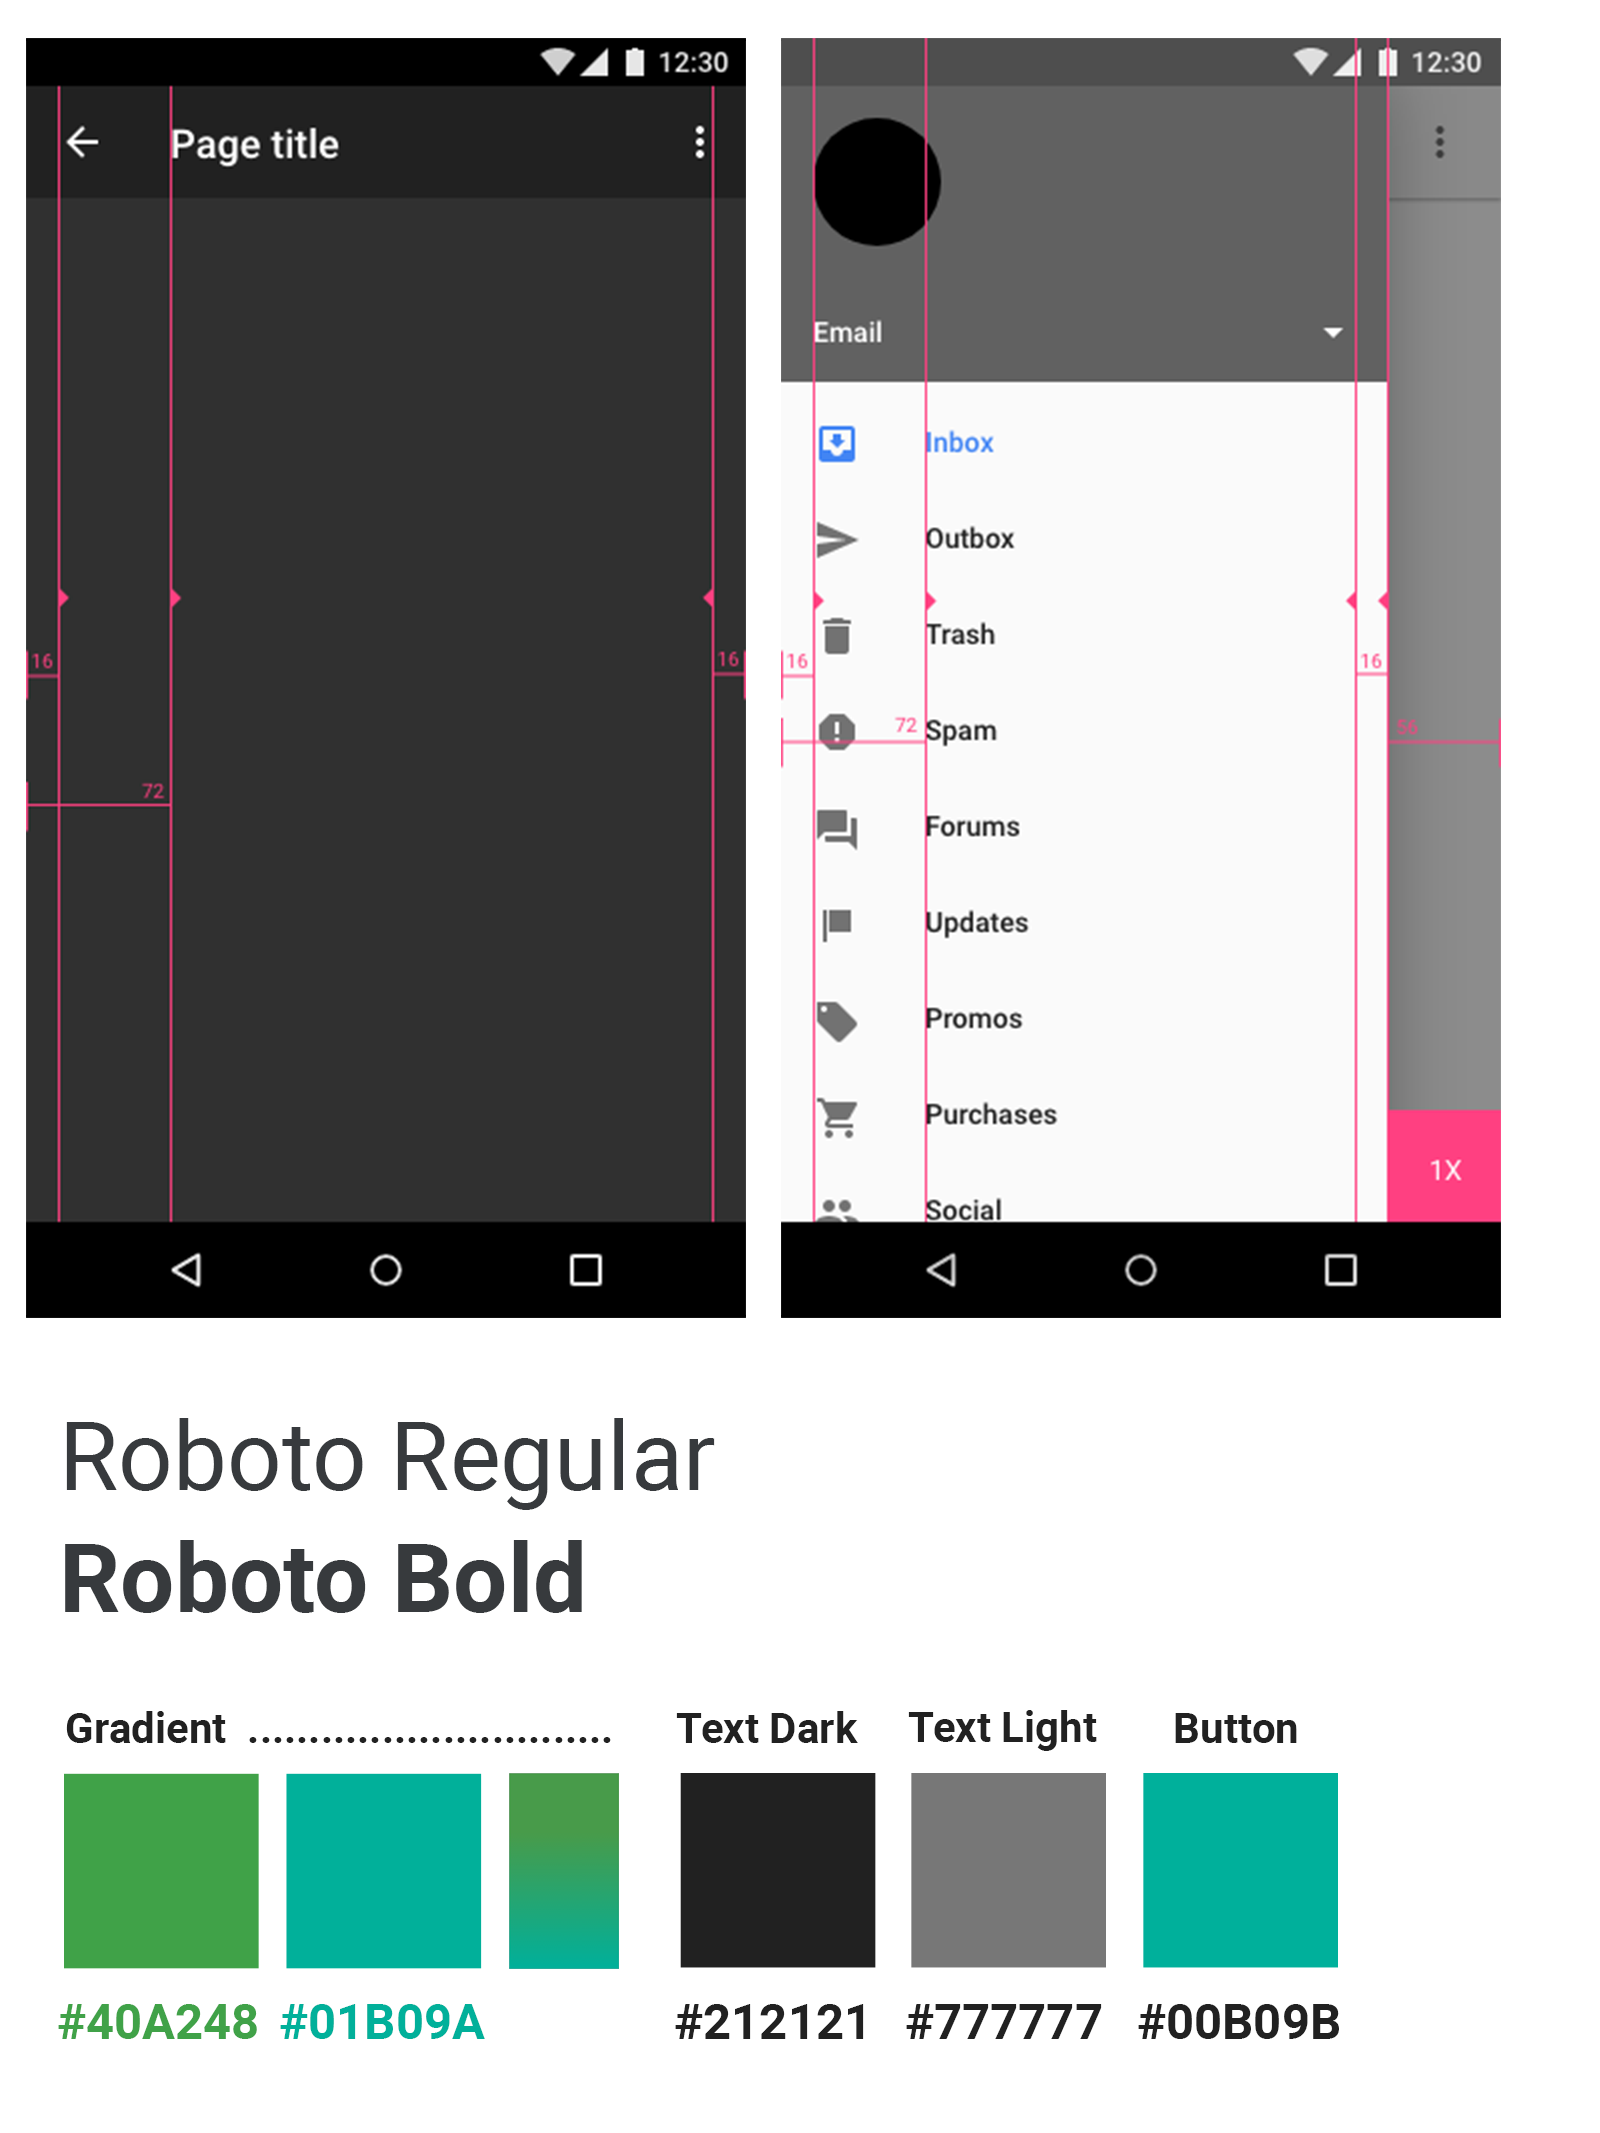 12:30
Page title
16
16
72
12:30
Email
Inbox
Outbox
Trash
16
16
72
Spam
56
Forums
Updates
Promos
Purchases
1X
Social
Roboto Regular
Roboto Bold
Gradient ..............................
Text Dark
Text Light
Button
#40A248
#01B09A
#212121
#777777
#00B09B